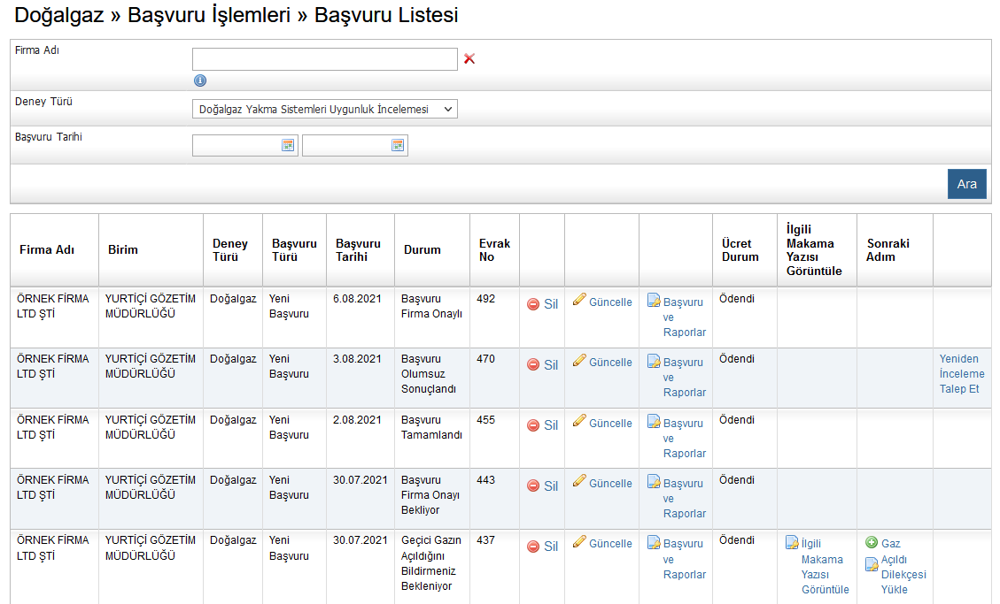 Doğalgaz » Başvuru İşlemleri » Başvuru Listesi
Firma Adı
Deney Türü
Doğalgaz Yakma Sistemleri Uygunluk İncelemesi
Başvuru Tarihi
Ara
Firma Adı
Birim
Deney
Türü
Başvuru
Türü
Başvuru
Tarihi
Durum
Evrak
No
Ücret
Durum
İlgili
Makama
Yazısı
Görüntüle
Sonraki
Adım
ÖRNEK FİRMA
LTD ŞTİ
YURTİÇİ GÖZETİM
MÜDÜRLÜĞÜ
Doğalgaz
Yeni
Başvuru
6.08.2021
Başvuru
Firma Onaylı
492
Sil
Güncelle
Başvuru
ve
Raporlar
Ödendi
ÖRNEK FİRMA
LTD ŞTİ
YURTİÇİ GÖZETİM
MÜDÜRLÜĞÜ
Doğalgaz
Yeni
Başvuru
3.08.2021
Başvuru
Olumsuz
Sonuçlandı
470
Sil
Güncelle
Başvuru
ve
Raporlar
Ödendi
Yeniden
İnceleme
Talep Et
ÖRNEK FİRMA
LTD ŞTİ
YURTİÇİ GÖZETİM
MÜDÜRLÜĞÜ
Doğalgaz
Yeni
Başvuru
2.08.2021
Başvuru
Tamamlandı
455
Sil
Güncelle
Başvuru
ve
Raporlar
Ödendi
ÖRNEK FİRMA
LTD ŞTİ
YURTİÇİ GÖZETİM
MÜDÜRLÜĞÜ
Doğalgaz
Yeni
Başvuru
30.07.2021
Başvuru
Firma Onayı
Bekliyor
443
Sil
Güncelle
Başvuru
ve
Raporlar
Ödendi
ÖRNEK FİRMA
LTD ŞTİ
YURTİÇİ GÖZETİM
MÜDÜRLÜĞÜ
Doğalgaz
Yeni
Başvuru
30.07.2021
Geçici Gazın
Açıldığını
Bildirmeniz
Bekleniyor
437
Sil
Güncelle
Başvuru
ve
Raporlar
Ödendi
İlgili
Makama
Yazısı
Görüntüle
Gaz
Açıldı
Dilekçesi
Yükle